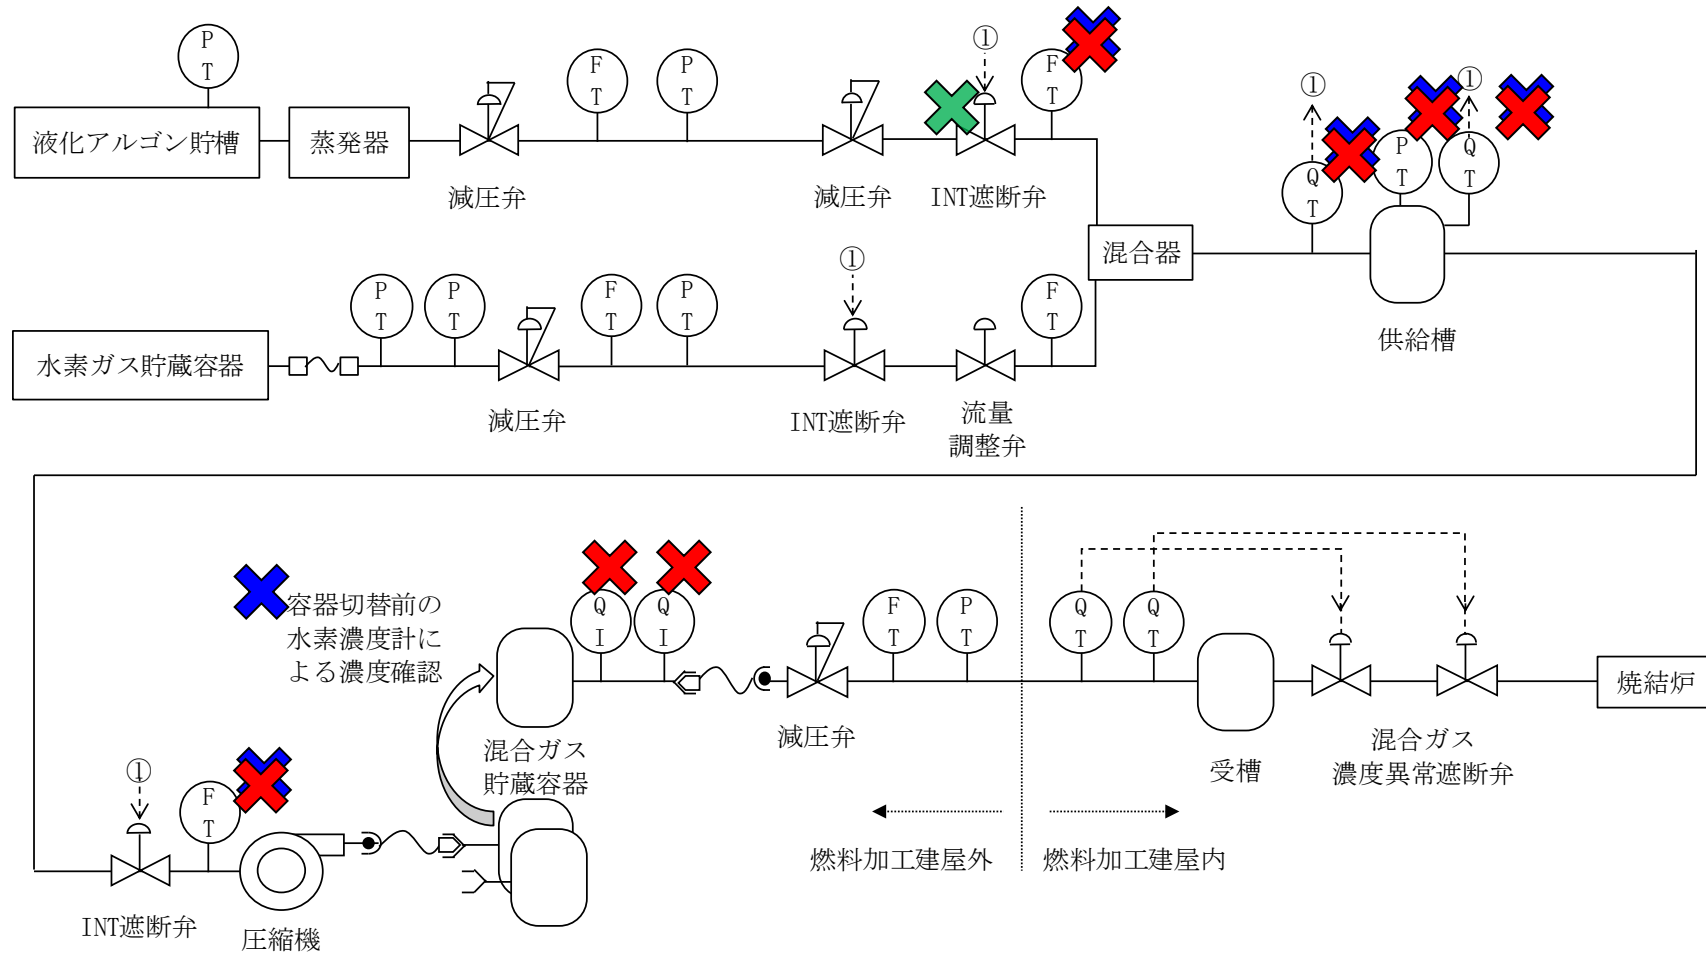 P
T
F
T
P
T
①
F
T
液化アルゴン貯槽
蒸発器
減圧弁
減圧弁
INT遮断弁
①
Q
T
P
T
①
Q
T
混合器
供給槽
P
T
P
T
F
T
P
T
①
F
T
水素ガス貯蔵容器
減圧弁
INT遮断弁
流量
調整弁
容器切替前の
水素濃度計に
よる濃度確認
Q
I
Q
I
F
T
P
T
Q
T
Q
T
混合ガス
貯蔵容器
減圧弁
受槽
混合ガス
濃度異常遮断弁
焼結炉
①
F
T
INT遮断弁
圧縮機
燃料加工建屋外
燃料加工建屋内